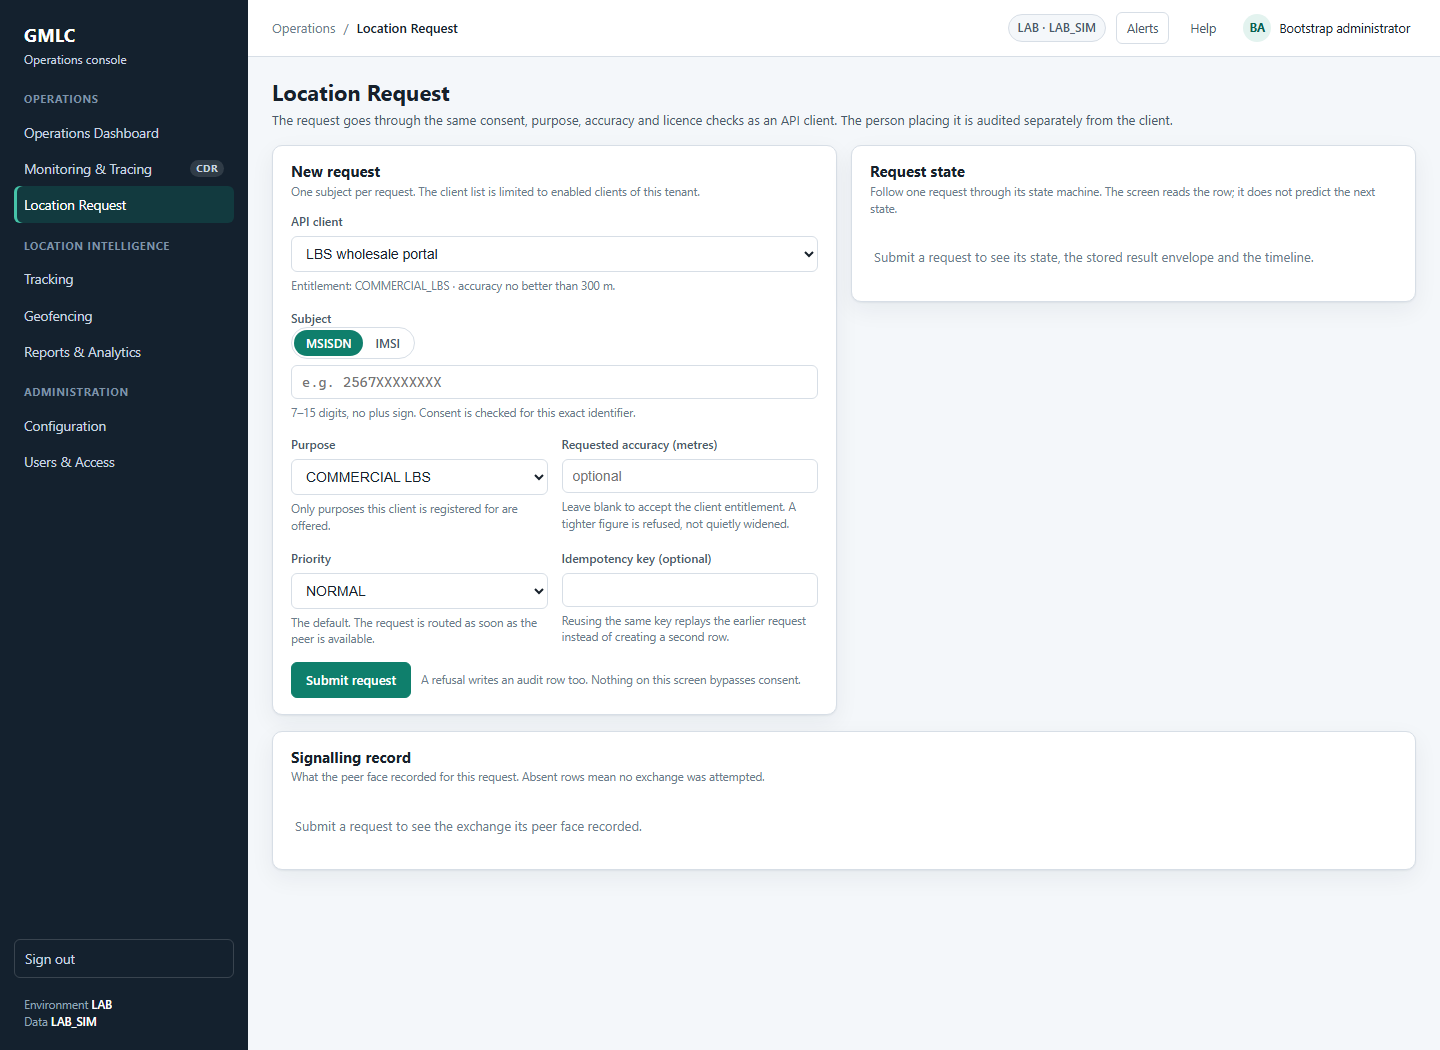 GMLC
Operations console
OPERATIONS
Operations Dashboard
Monitoring & Tracing CDR
Location Request
LOCATION INTELLIGENCE
Tracking
Geofencing
Reports & Analytics
ADMINISTRATION
Configuration
Users & Access
Sign out
Environment LAB
Data LAB_SIM
Operations / Location Request
LAB · LAB_SIM
Alerts
Help
BA Bootstrap administrator
Location Request
The request goes through the same consent, purpose, accuracy and licence checks as an API client. The person placing it is audited separately from the client.
New request
One subject per request. The client list is limited to enabled clients of this tenant.
API client
LBS wholesale portal
Entitlement: COMMERCIAL_LBS · accuracy no better than 300 m.
Subject
MSISDN IMSI
e.g. 2567XXXXXXXX
7–15 digits, no plus sign. Consent is checked for this exact identifier.
Purpose
COMMERCIAL LBS
Only purposes this client is registered for are
offered.
Requested accuracy (metres)
optional
Leave blank to accept the client entitlement. A
tighter figure is refused, not quietly widened.
Priority
NORMAL
The default. The request is routed as soon as the
peer is available.
Idempotency key (optional)
Reusing the same key replays the earlier request
instead of creating a second row.
Submit request
A refusal writes an audit row too. Nothing on this screen bypasses consent.
Request state
Follow one request through its state machine. The screen reads the row; it does not predict the next
state.
Submit a request to see its state, the stored result envelope and the timeline.
Signalling record
What the peer face recorded for this request. Absent rows mean no exchange was attempted.
Submit a request to see the exchange its peer face recorded.